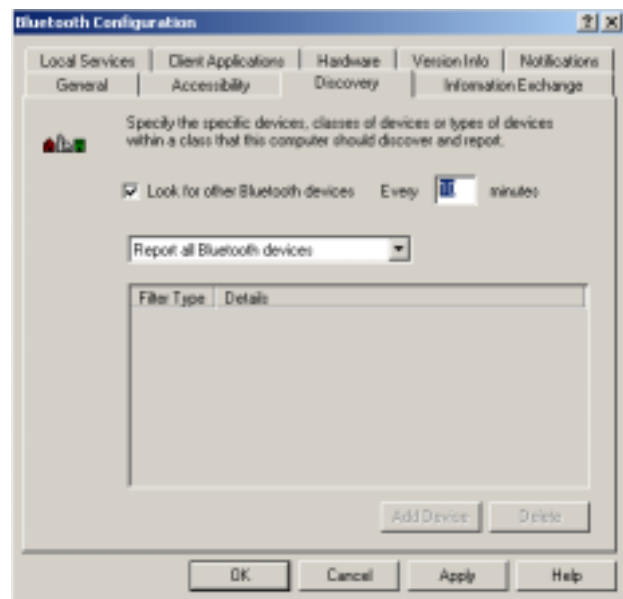 Bluetooth Configuration
Local Services Client Applications Hardware Version Info Notifications
General Accessibility Discovery Information Exchange
Specify the specific devices, classes of devices or types of devices
within a class that this computer should discover and report.
Look for other Bluetooth devices Every minutes
Report all Bluetooth devices
Filter Type Details
Add Device Delete
OK Cancel Apply Help